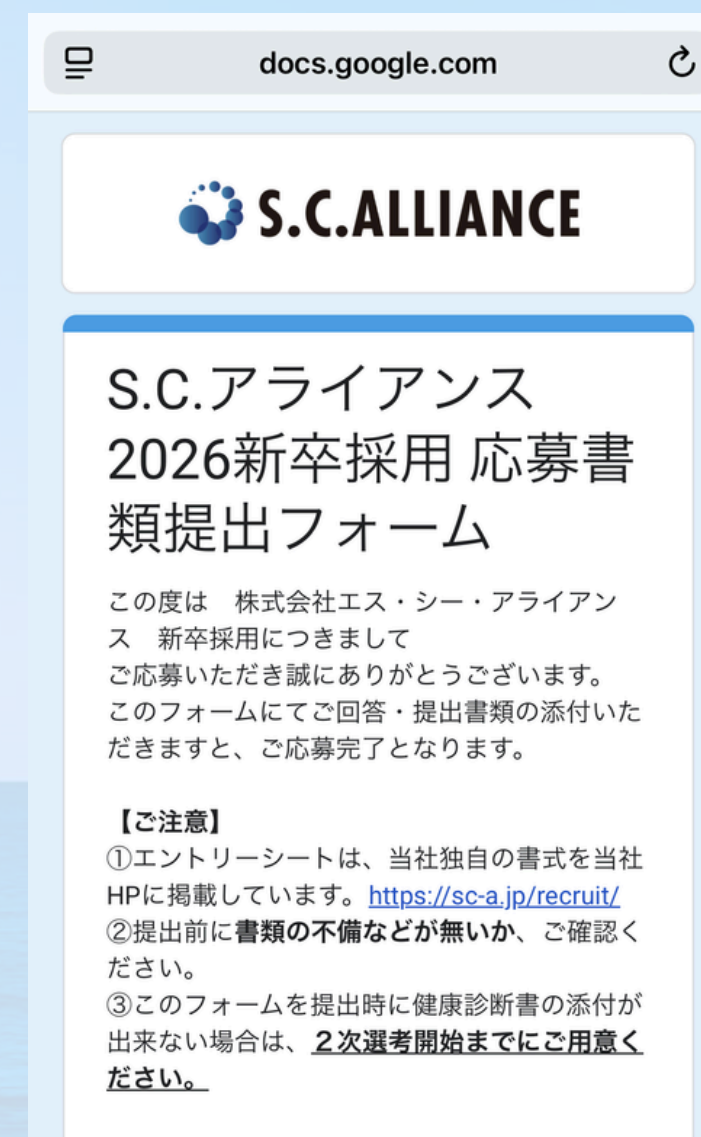 docs.google.com
S.C.ALLIANCE
S.C.アライアンス
2026新卒採用 応募書
類提出フォーム
この度は　株式会社エス・シー・アライアン
ス　新卒採用につきまして
ご応募いただき誠にありがとうございます。
このフォームにてご回答・提出書類の添付いた
だきますと、ご応募完了となります。
【ご注意】
①エントリーシートは、当社独自の書式を当社
HPに掲載しています。https://sc-a.jp/recruit/
②提出前に書類の不備などが無いか、ご確認く
ださい。
③このフォームを提出時に健康診断書の添付が
出来ない場合は、２次選考開始までにご用意く
ださい。